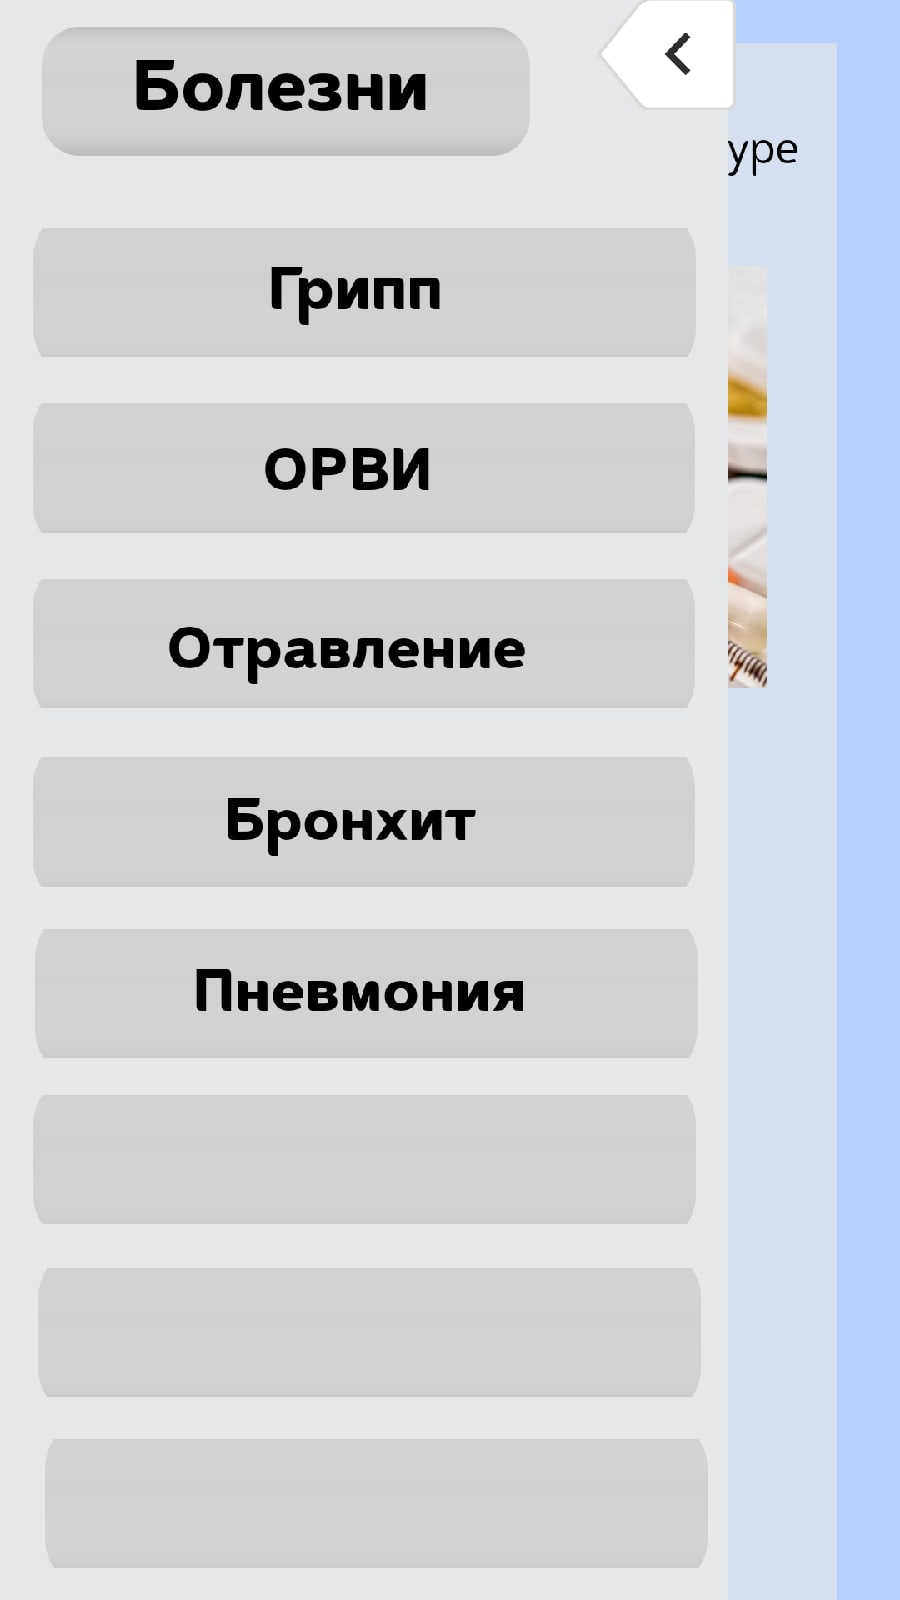 Болезни
уре
Грипп
ОРВИ
Отравление
Бронхит
Пневмония